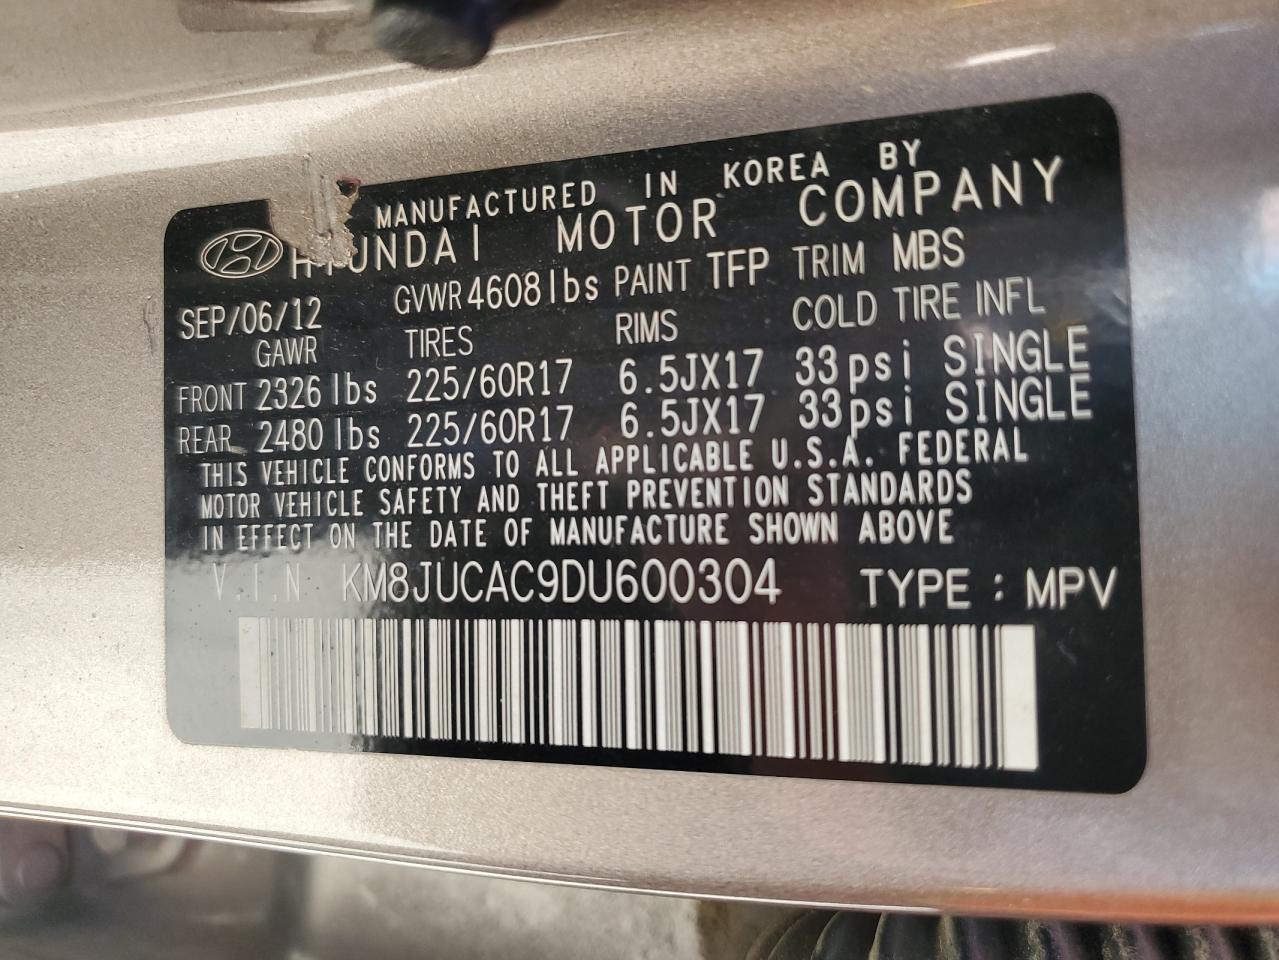 MANUFACTURED IN KOREA BY
HYUNDAI MOTOR COMPANY
SEP/06/12 GVWR 4608lbs PAINT TFP TRIM MBS
GAWR TIRES RIMS COLD TIRE INFL
FRONT 2326 lbs 225/60R17 6.5JX17 33psi SINGLE
REAR 2480 lbs 225/60R17 6.5JX17 33psi SINGLE
THIS VEHICLE CONFORMS TO ALL APPLICABLE U.S.A. FEDERAL
MOTOR VEHICLE SAFETY AND THEFT PREVENTION STANDARDS
IN EFFECT ON THE DATE OF MANUFACTURE SHOWN ABOVE
V.I.N KM8JUCAC9DU600304 TYPE : MPV